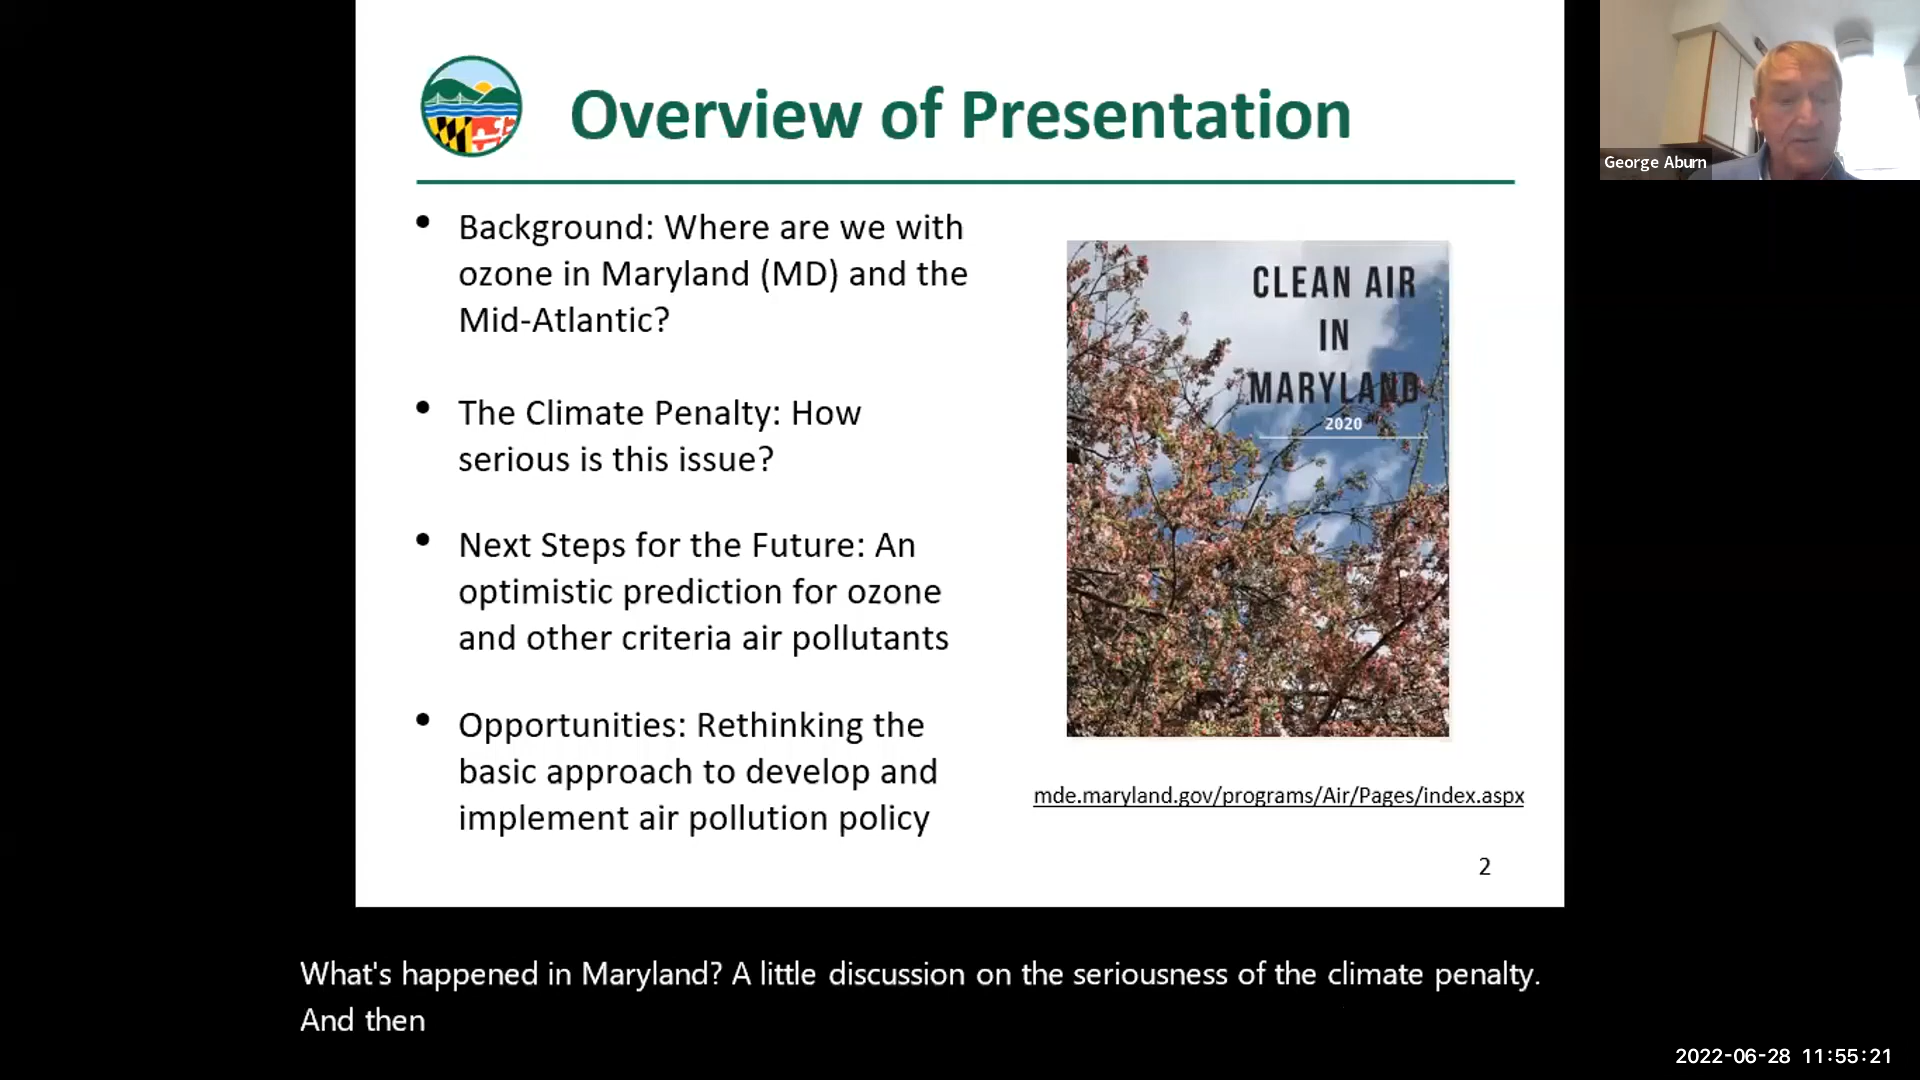 Overview of Presentation
George Aburn
• Background: Where are we with
ozone in Maryland (MD) and the
Mid-Atlantic?
• The Climate Penalty: How
serious is this issue?
• Next Steps for the Future: An
optimistic prediction for ozone
and other criteria air pollutants
• Opportunities: Rethinking the
basic approach to develop and
implement air pollution policy
CLEAN AIR
IN
MARYLAND
2020
mde.maryland.gov/programs/Air/Pages/index.aspx
2
What's happened in Maryland? A little discussion on the seriousness of the climate penalty.
And then
2022-06-28 11:55:21